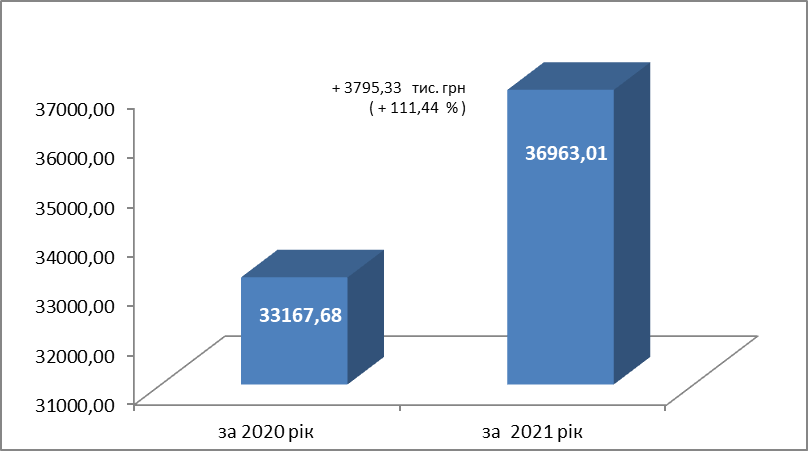 + 3795,33 тис. грн
( + 111,44 % )
37000,00
36000,00
35000,00
34000,00
33000,00
32000,00
31000,00
36963,01
33167,68
за 2020 рік
за 2021 рік